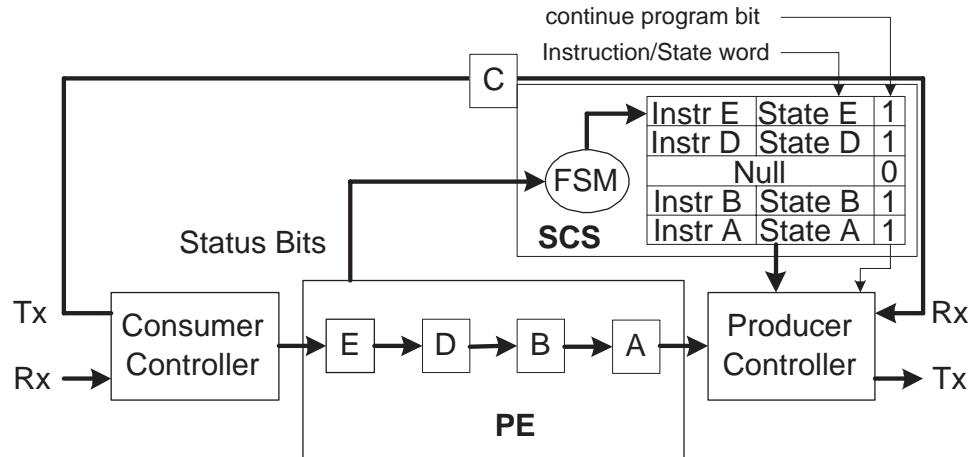 continue program bit
Instruction/State word
C
Instr E State E 1
Instr D State D 1
Null 0
Instr B State B 1
Instr A State A 1
FSM
SCS
Status Bits
Tx
Rx
Consumer
Controller
E D B A
PE
Producer
Controller
Rx
Tx